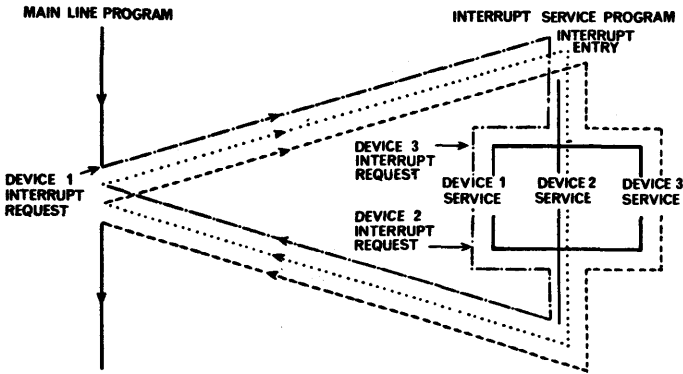 MAIN LINE PROGRAM
INTERRUPT SERVICE PROGRAM
INTERRUPT
ENTRY
DEVICE 3
INTERRUPT
REQUEST
DEVICE 1
INTERRUPT
REQUEST
DEVICE 1
SERVICE
DEVICE 2
SERVICE
DEVICE 3
SERVICE
DEVICE 2
INTERRUPT
REQUEST